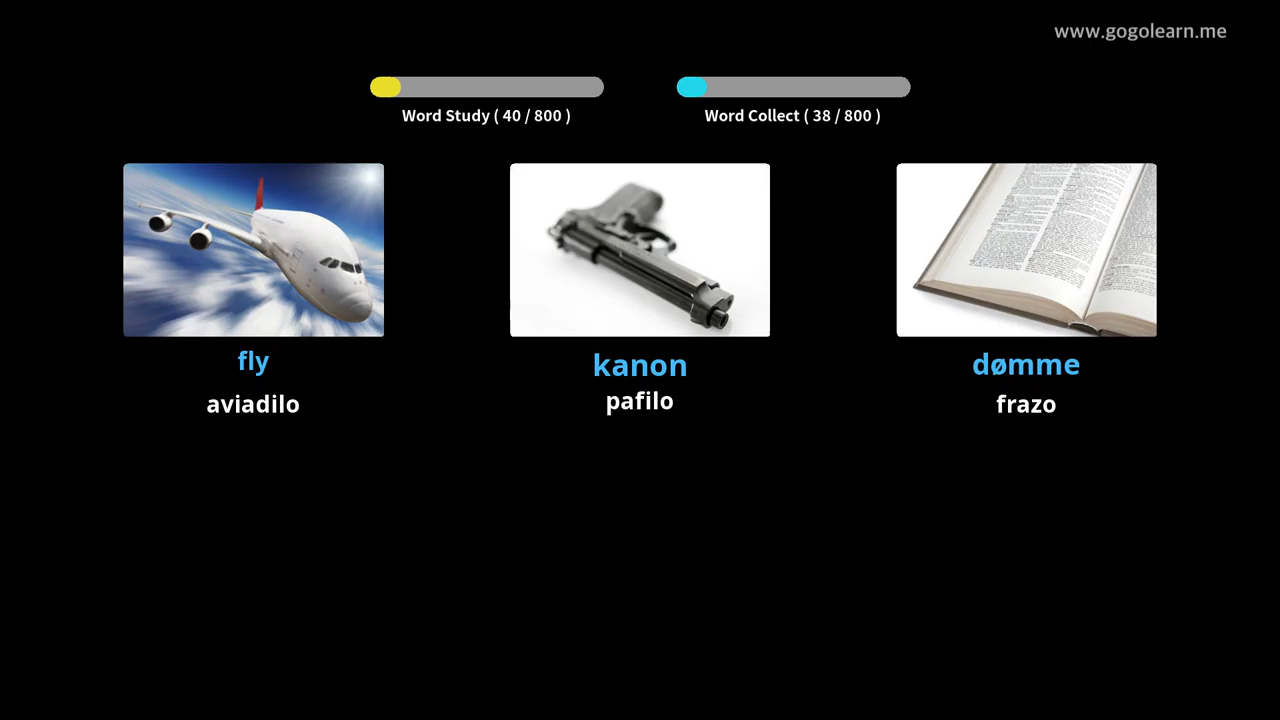 www.gogolearn.me
Word Study ( 40 / 800 )
Word Collect ( 38 / 800 )
fly
kanon
dømme
aviadilo
pafilo
frazo